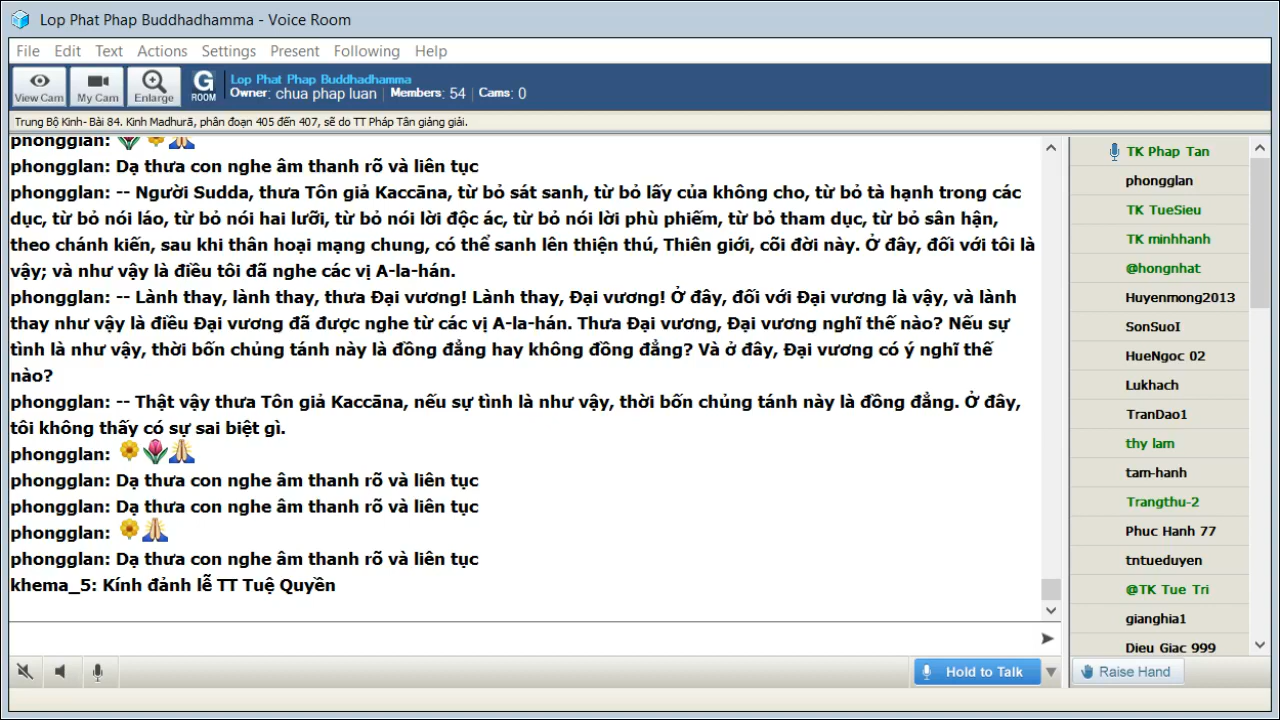 Lop Phat Phap Buddhadhamma - Voice Room
File Edit Text Actions Settings Present Following Help
View Cam My Cam Enlarge G ROOM
Lop Phat Phap Buddhadhamma
Owner: chua phap luan | Members: 54 | Cams: 0
Trung Bộ Kinh- Bài 84. Kinh Madhurā, phân đoạn 405 đến 407, sẽ do TT Pháp Tân giảng giải.
phongglan:
phongglan: Dạ thưa con nghe âm thanh rõ và liên tục
phongglan: -- Người Sudda, thưa Tôn giả Kaccāna, từ bỏ sát sanh, từ bỏ lấy của không cho, từ bỏ tà hạnh trong các
dục, từ bỏ nói láo, từ bỏ nói hai lưỡi, từ bỏ nói lời độc ác, từ bỏ nói lời phù phiếm, từ bỏ tham dục, từ bỏ sân hận,
theo chánh kiến, sau khi thân hoại mạng chung, có thể sanh lên thiện thú, Thiên giới, cõi đời này. Ở đây, đối với tôi là
vậy; và như vậy là điều tôi đã nghe các vị A-la-hán.
phongglan: -- Lành thay, lành thay, thưa Đại vương! Lành thay, Đại vương! Ở đây, đối với Đại vương là vậy, và lành
thay như vậy là điều Đại vương đã được nghe từ các vị A-la-hán. Thưa Đại vương, Đại vương nghĩ thế nào? Nếu sự
tình là như vậy, thời bốn chủng tánh này là đồng đẳng hay không đồng đẳng? Và ở đây, Đại vương có ý nghĩ thế
nào?
phongglan: -- Thật vậy thưa Tôn giả Kaccāna, nếu sự tình là như vậy, thời bốn chủng tánh này là đồng đẳng. Ở đây,
tôi không thấy có sự sai biệt gì.
phongglan:
phongglan: Dạ thưa con nghe âm thanh rõ và liên tục
phongglan: Dạ thưa con nghe âm thanh rõ và liên tục
phongglan:
phongglan: Dạ thưa con nghe âm thanh rõ và liên tục
khema_5: Kính đảnh lễ TT Tuệ Quyền
TK Phap Tan
phongglan
TK TueSieu
TK minhhanh
@hongnhat
Huyenmong2013
SonSuoI
HueNgoc 02
Lukhach
TranDao1
thy lam
tam-hanh
Trangthu-2
Phuc Hanh 77
tntueduyen
@TK Tue Tri
gianghia1
Dieu Giac 999
Hold to Talk
Raise Hand